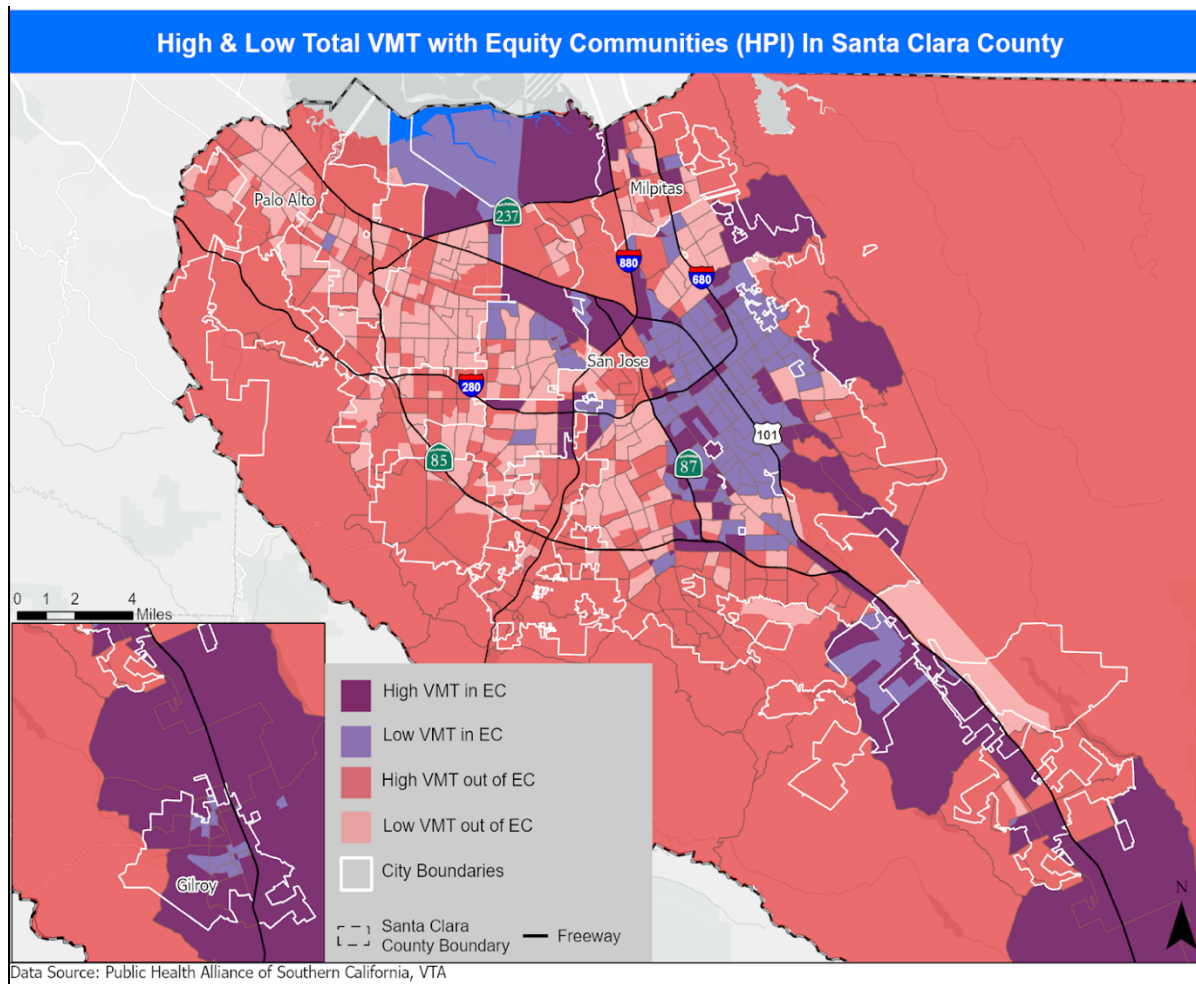 High & Low Total VMT with Equity Communities (HPI) In Santa Clara County
Palo Alto
Milpitas
237
880
680
San Jose
280
101
85
87
0 1 2 4
Miles
High VMT in EC
Low VMT in EC
High VMT out of EC
Low VMT out of EC
City Boundaries
Santa Clara
County Boundary
Freeway
Gilroy
N
Data Source: Public Health Alliance of Southern California, VTA